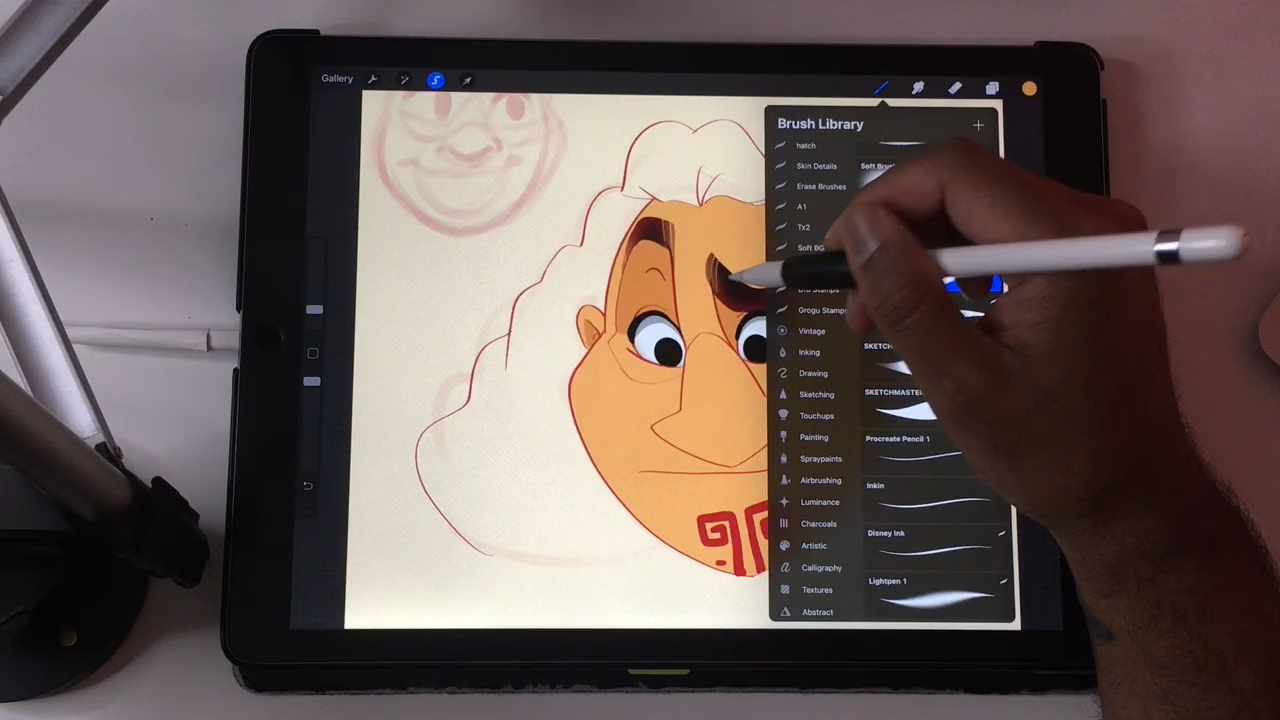 Gallery
Brush Library
hatch
Skin Details
Erase Brushes
A1
Tx2
Soft BG
Grogu Stamps
Vintage
Inking
Drawing
Sketching
Touchups
Painting
Spraypaints
Airbrushing
Luminance
Charcoals
Artistic
Calligraphy
Textures
Abstract
Procreate Pencil 1
Inkin
Disney Ink
Lightpen 1